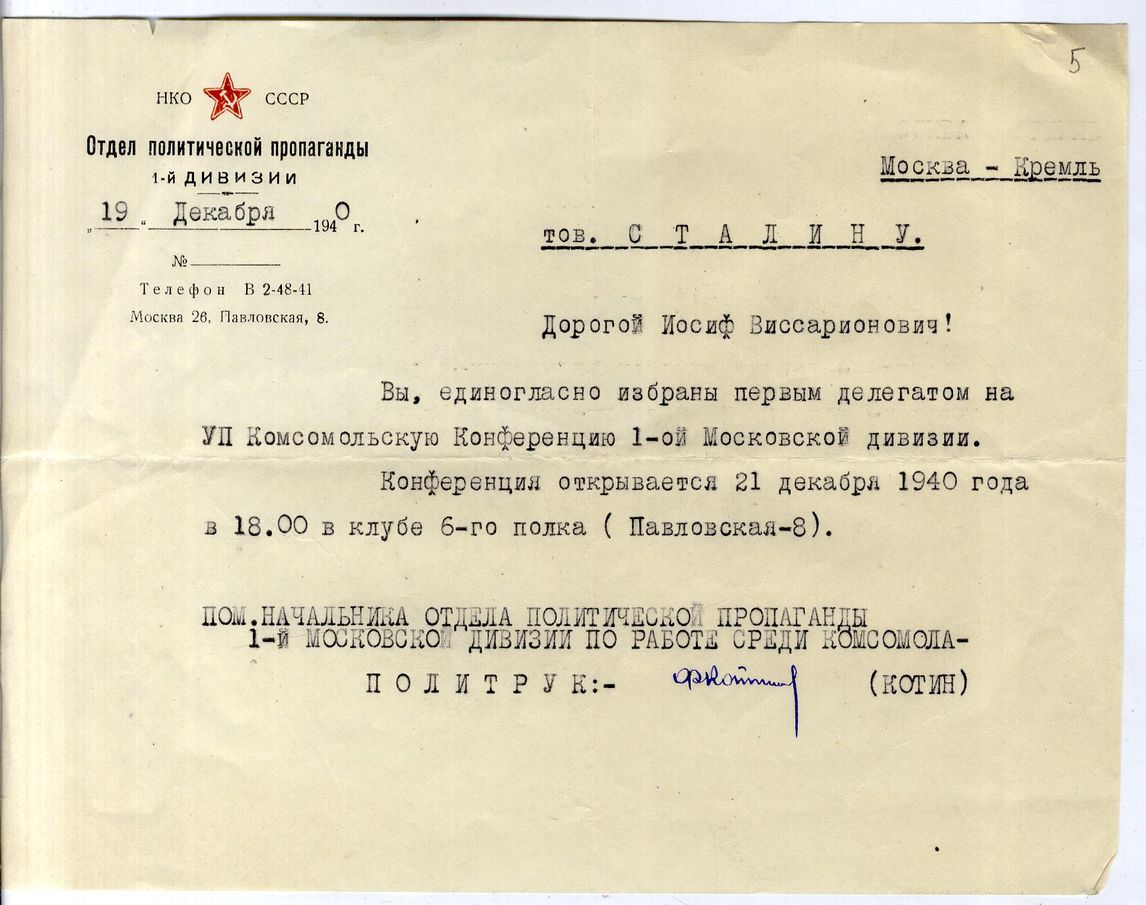 5
НКО СССР
Отдел политической пропаганды
1-й ДИВИЗИИ
„ 19 “ Декабря 1940 г.
№
Телефон В 2-48-41
Москва 26, Павловская, 8.
Москва - Кремль
тов. С Т А Л И Н У.
Дорогой Иосиф Виссарионович!
Вы, единогласно избраны первым делегатом на
УП Комсомольскую Конференцию 1-ой Московской дивизии.
Конференция открывается 21 декабря 1940 года
в 18.00 в клубе 6-го полка ( Павловская-8).
ПОМ.НАЧАЛЬНИКА ОТДЕЛА ПОЛИТИЧЕСКОЙ ПРОПАГАНДЫ
1-й МОСКОВСКОЙ ДИВИЗИИ ПО РАБОТЕ СРЕДИ КОМСОМОЛА-
П О Л И Т Р У К:- (КОТИН)